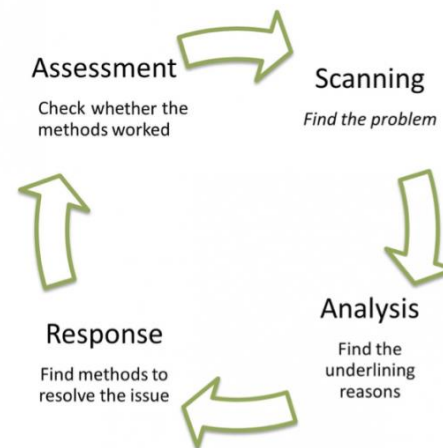 Assessment
Check whether the
methods worked
Scanning
Find the problem
Analysis
Find the
underlining
reasons
Response
Find methods to
resolve the issue